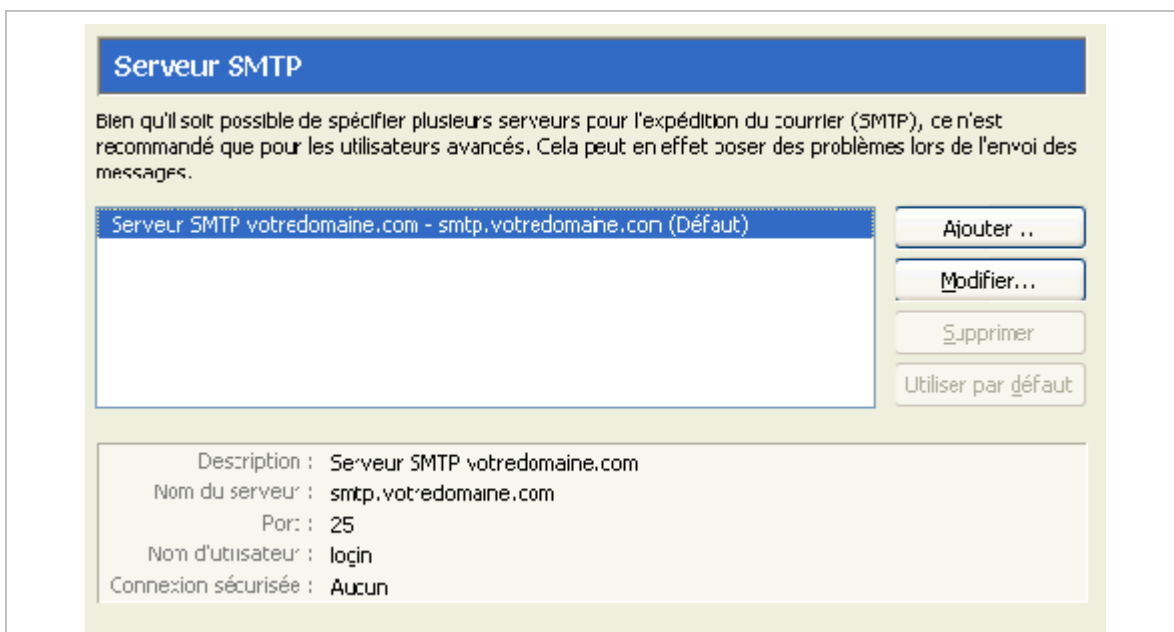 Serveur SMTP
Bien qu'il soit possible de spécifier plusieurs serveurs pour l'expédition du courrier (SMTP), ce n'est
recommandé que pour les utilisateurs avancés. Cela peut en effet poser des problèmes lors de l'envoi des
messages.
Serveur SMTP votredomaine.com - smtp.votredomaine.com (Défaut)
Ajouter ..
Modifier...
Supprimer
Utiliser par défaut
Description : Serveur SMTP votredomaine.com
Nom du serveur : smtp.votredomaine.com
Port : 25
Nom d'utilisateur : login
Connexion sécurisée : Aucun